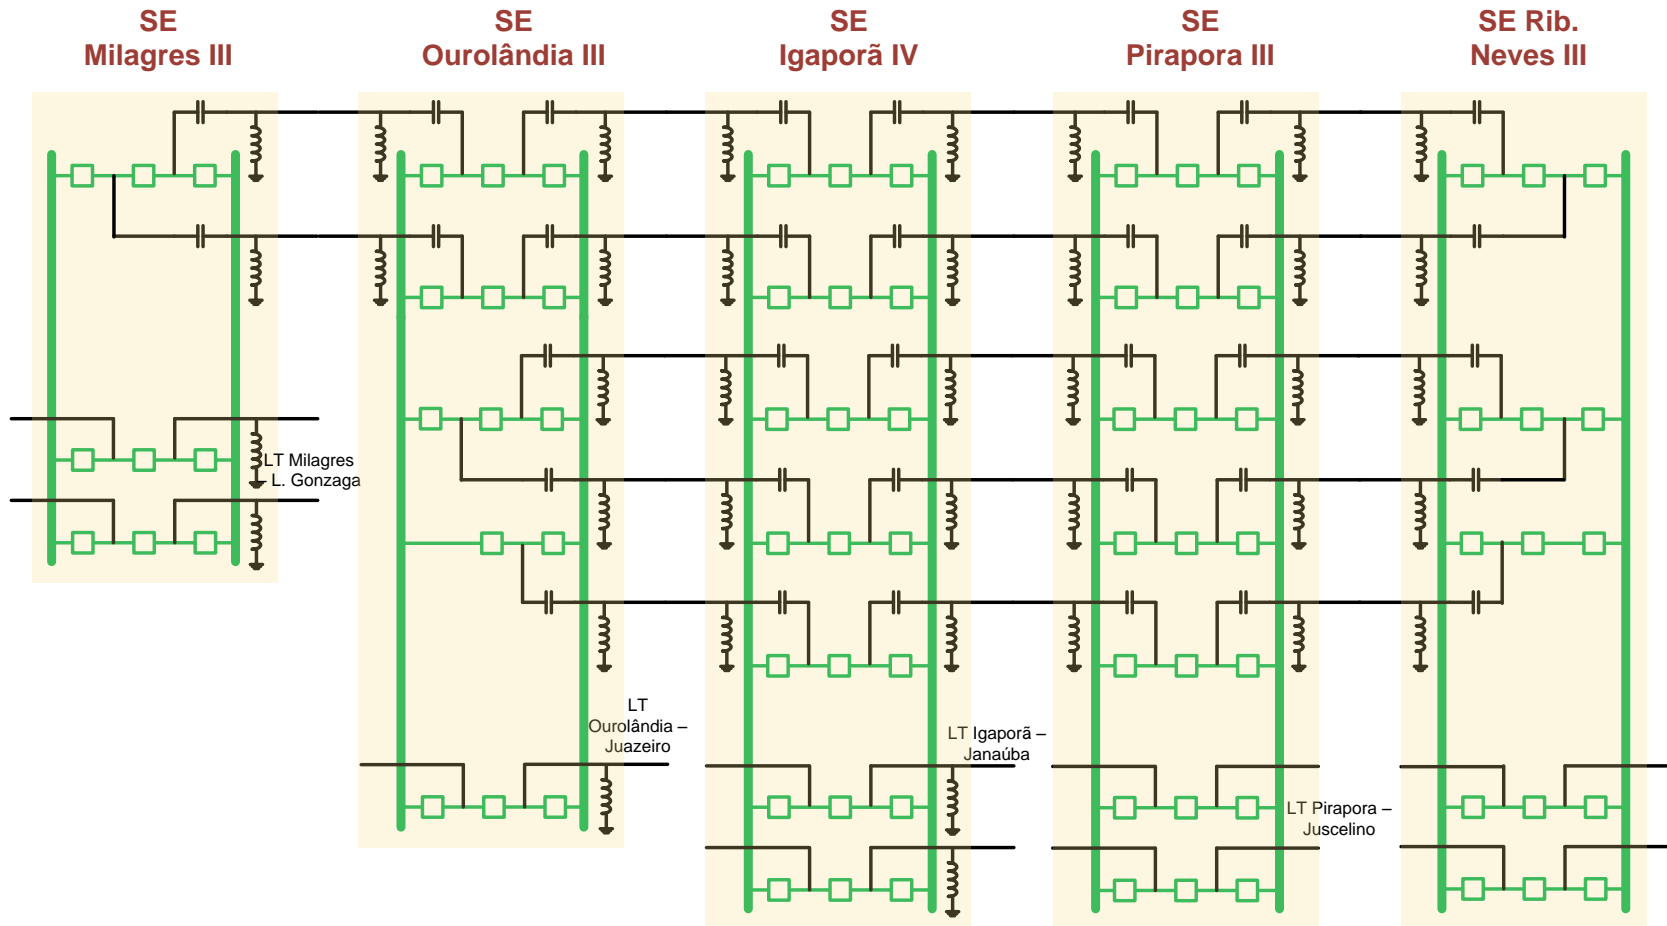 SE
Milagres III
SE
Ourolândia III
SE
Igaporã IV
SE
Pirapora III
SE Rib.
Neves III
LT Milagres
– L. Gonzaga
LT
Ourolândia –
Juazeiro
LT Igaporã –
Janaúba
LT Pirapora –
Juscelino